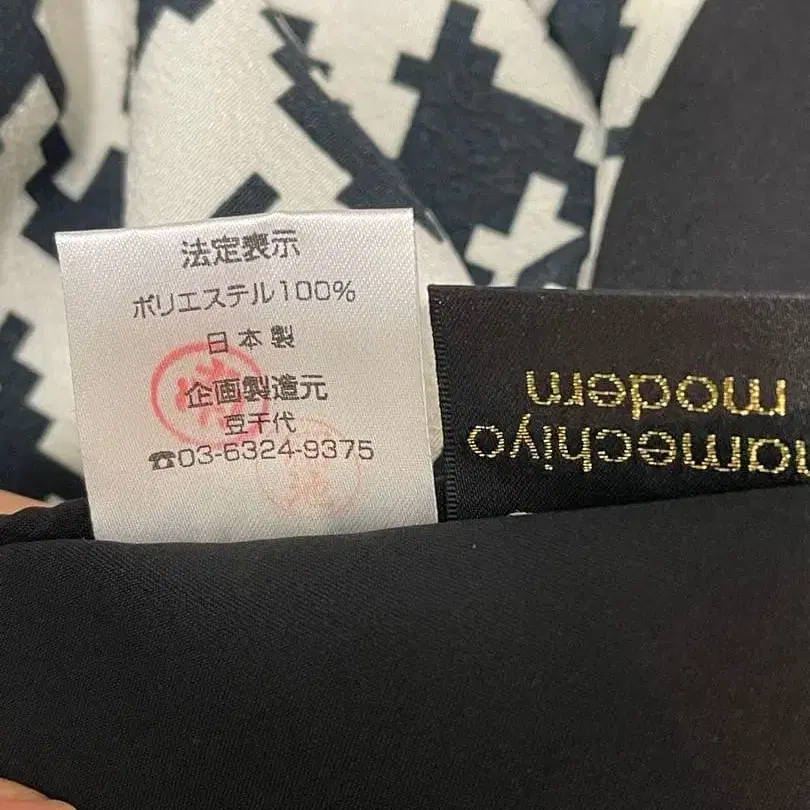 法定表示
ポリエステル100%
日本製
企画製造元
豆千代
☎03-6324-9375
mamechiyo
modern